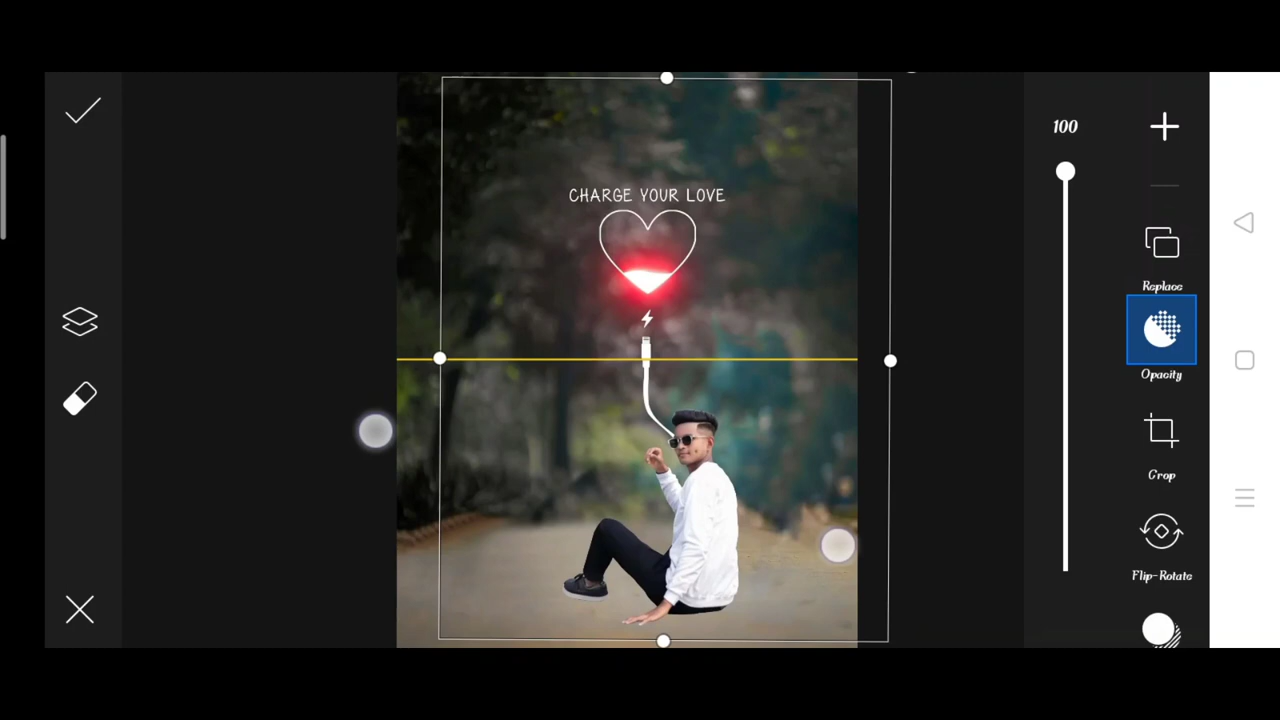 100
CHARGE YOUR LOVE
Replace
Opacity
Crop
Flip-Rotate